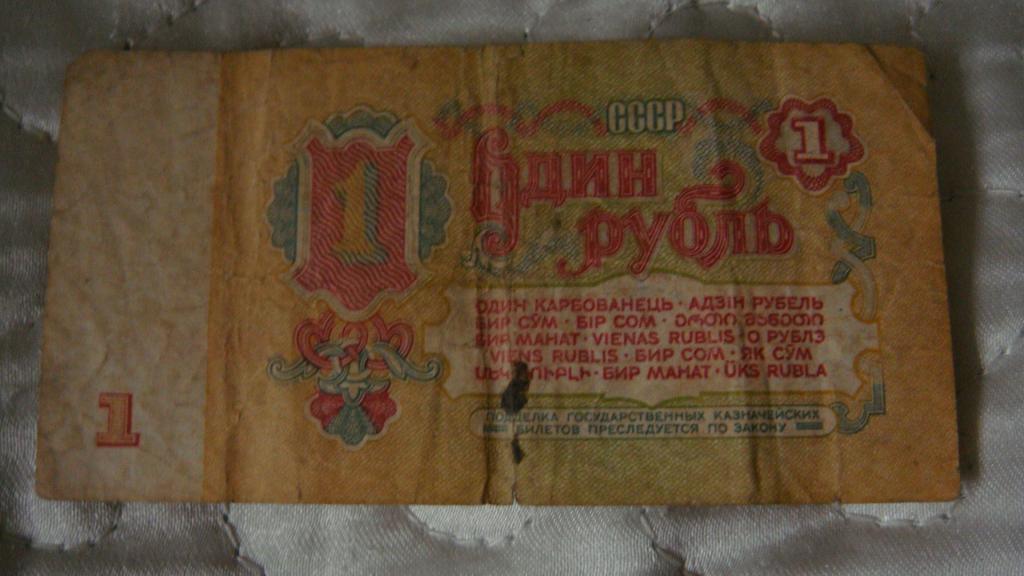 СССР
1
1
Один
рубль
ОДИН КАРБОВАНЕЦЬ · АДЗІН РУБЕЛЬ
БИР СЎМ · БІР СОМ · ᲔᲠᲗᲘ ᲛᲐᲜᲔᲗᲘ
БИР МАНАТ · VIENAS RUBLIS · О РУБЛЭ
VIENS RUBLIS · БИР СОМ · ЯК СЎМ
ՄԵԿ ՌՈՒԲԼԻ · БИР МАНАТ · ÜKS RUBLA
ПОДДЕЛКА ГОСУДАРСТВЕННЫХ КАЗНАЧЕЙСКИХ
БИЛЕТОВ ПРЕСЛЕДУЕТСЯ ПО ЗАКОНУ
1